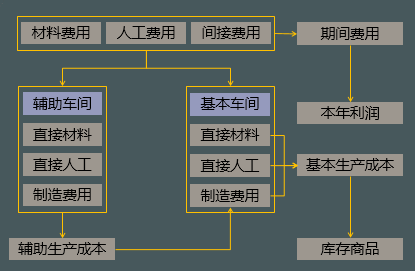 材料费用 人工费用 间接费用 期间费用
辅助车间 基本车间 本年利润
直接材料 直接材料
直接人工 直接人工 基本生产成本
制造费用 制造费用
辅助生产成本 库存商品